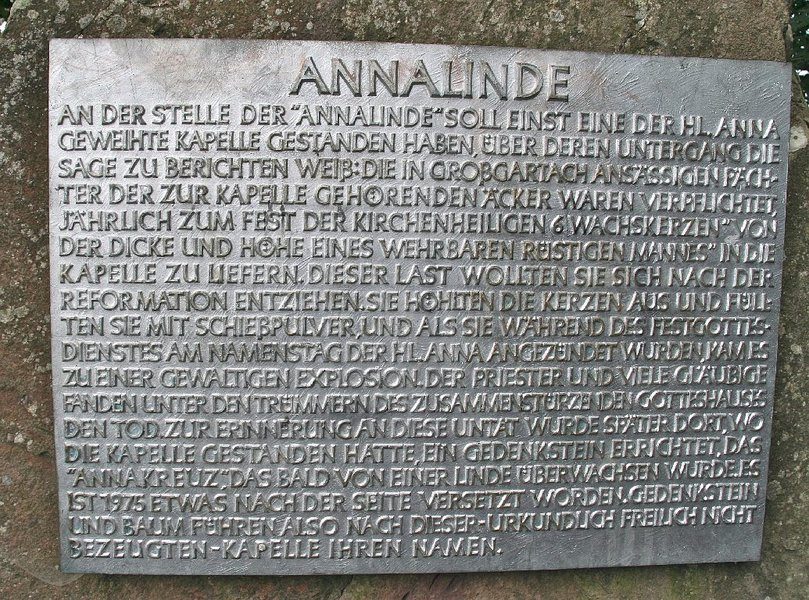 ANNALINDE
AN DER STELLE DER "ANNALINDE" SOLL EINST EINE DER HL. ANNA
GEWEIHTE KAPELLE GESTANDEN HABEN, ÜBER DEREN UNTERGANG DIE
SAGE ZU BERICHTEN WEIß: DIE IN GROßGARTACH ANSÄSSIGEN PÄCH-
TER DER ZUR KAPELLE GEHÖRENDEN ÄCKER WAREN VERPFLICHTET,
JÄHRLICH ZUM FEST DER KIRCHENHEILIGEN 6 WACHSKERZEN "VON
DER DICKE UND HÖHE EINES WEHRBAREN RÜSTIGEN MANNES" IN DIE
KAPELLE ZU LIEFERN. DIESER LAST WOLLTEN SIE SICH NACH DER
REFORMATION ENTZIEHEN. SIE HÖHLTEN DIE KERZEN AUS UND FÜLL-
TEN SIE MIT SCHIEßPULVER, UND ALS SIE WÄHREND DES FESTGOTTES-
DIENSTES AM NAMENSTAG DER HL. ANNA ANGEZÜNDET WURDEN, KAM ES
ZU EINER GEWALTIGEN EXPLOSION. DER PRIESTER UND VIELE GLÄUBIGE
FANDEN UNTER DEN TRÜMMERN DES ZUSAMMENSTÜRZENDEN GOTTESHAUSES
DEN TOD. ZUR ERINNERUNG AN DIESE UNTAT WURDE SPÄTER DORT, WO
DIE KAPELLE GESTANDEN HATTE, EIN GEDENKSTEIN ERRICHTET, DAS
"ANNAKREUZ", DAS BALD VON EINER LINDE ÜBERWACHSEN WURDE. ES
IST 1975 ETWAS NACH DER SEITE VERSETZT WORDEN. GEDENKSTEIN
UND BAUM FÜHREN ALSO NACH DIESER-URKUNDLICH FREILICH NICHT
BEZEUGTEN-KAPELLE IHREN NAMEN.